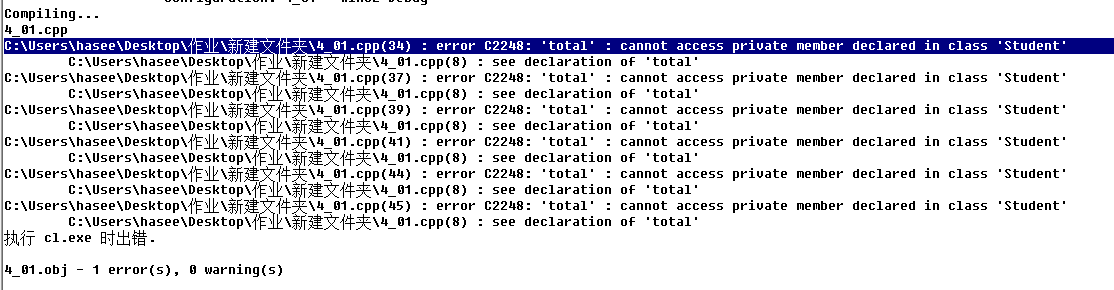 Compiling...
4_01.cpp
C:\Users\hasee\Desktop\作业\新建文件夹\4_01.cpp(34) : error C2248: 'total' : cannot access private member declared in class 'Student'
C:\Users\hasee\Desktop\作业\新建文件夹\4_01.cpp(8) : see declaration of 'total'
C:\Users\hasee\Desktop\作业\新建文件夹\4_01.cpp(37) : error C2248: 'total' : cannot access private member declared in class 'Student'
C:\Users\hasee\Desktop\作业\新建文件夹\4_01.cpp(8) : see declaration of 'total'
C:\Users\hasee\Desktop\作业\新建文件夹\4_01.cpp(39) : error C2248: 'total' : cannot access private member declared in class 'Student'
C:\Users\hasee\Desktop\作业\新建文件夹\4_01.cpp(8) : see declaration of 'total'
C:\Users\hasee\Desktop\作业\新建文件夹\4_01.cpp(41) : error C2248: 'total' : cannot access private member declared in class 'Student'
C:\Users\hasee\Desktop\作业\新建文件夹\4_01.cpp(8) : see declaration of 'total'
C:\Users\hasee\Desktop\作业\新建文件夹\4_01.cpp(44) : error C2248: 'total' : cannot access private member declared in class 'Student'
C:\Users\hasee\Desktop\作业\新建文件夹\4_01.cpp(8) : see declaration of 'total'
C:\Users\hasee\Desktop\作业\新建文件夹\4_01.cpp(45) : error C2248: 'total' : cannot access private member declared in class 'Student'
C:\Users\hasee\Desktop\作业\新建文件夹\4_01.cpp(8) : see declaration of 'total'
执行 cl.exe 时出错.
4_01.obj - 1 error(s), 0 warning(s)